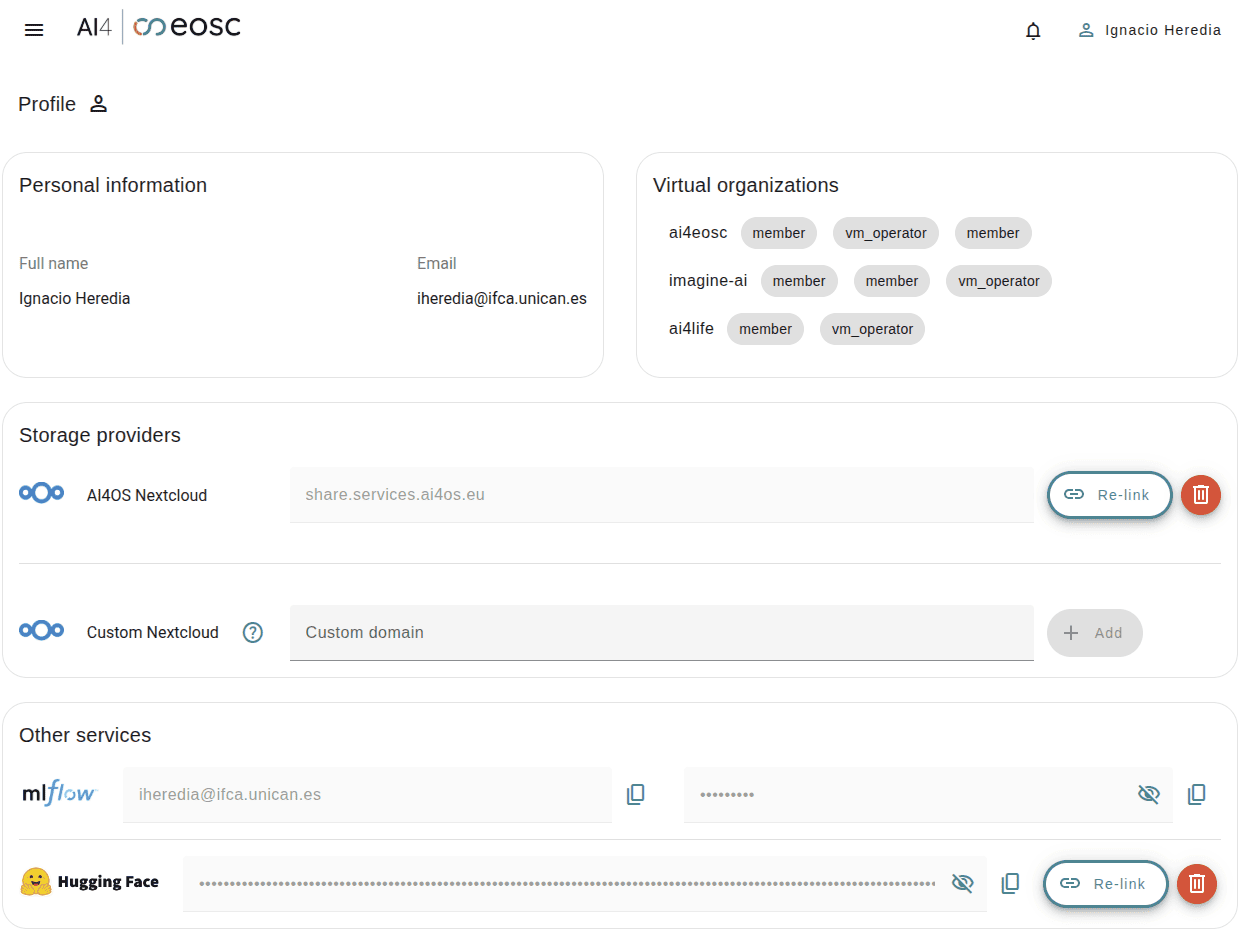 AI4 eosc
Ignacio Heredia
Profile
Personal information
Full name
Email
Ignacio Heredia
iheredia@ifca.unican.es
Virtual organizations
ai4eosc member vm_operator member
imagine-ai member member vm_operator
ai4life member vm_operator
Storage providers
AI4OS Nextcloud share.services.ai4os.eu Re-link
Custom Nextcloud ? Custom domain Add
Other services
mlflow iheredia@ifca.unican.es •••••••••
Hugging Face Re-link